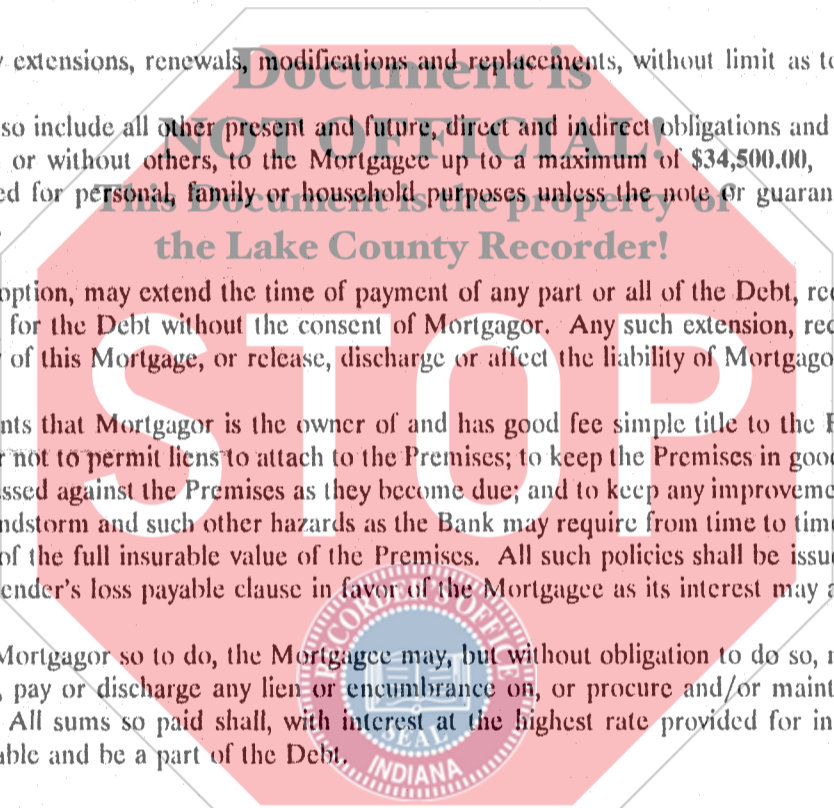 extensions, renewals, modifications and replacements, without limit as to
Document is
so include all other present and future, direct and indirect obligations and
NOT OFFICIAL!
or without others, to the Mortgagee up to a maximum of $34,500.00,
ed for personal, family or household purposes unless the note or guaran
This Document is the property of
the Lake County Recorder!
option, may extend the time of payment of any part or all of the Debt, rec
for the Debt without the consent of Mortgagor. Any such extension, rec
of this Mortgage, or release, discharge or affect the liability of Mortgago
STOP
nts that Mortgagor is the owner of and has good fee simple title to the P
r not to permit liens to attach to the Premises; to keep the Premises in good
ssed against the Premises as they become due; and to keep any improveme
ndstorm and such other hazards as the Bank may require from time to time
of the full insurable value of the Premises. All such policies shall be issue
ender's loss payable clause in favor of the Mortgagee as its interest may a
RECORDER'S OFFICE
Mortgagor so to do, the Mortgagee may, but without obligation to do so,
, pay or discharge any lien or encumbrance on, or procure and/or maint
All sums so paid shall, with interest at the highest rate provided for in
SEAL
able and be a part of the Debt.
INDIANA